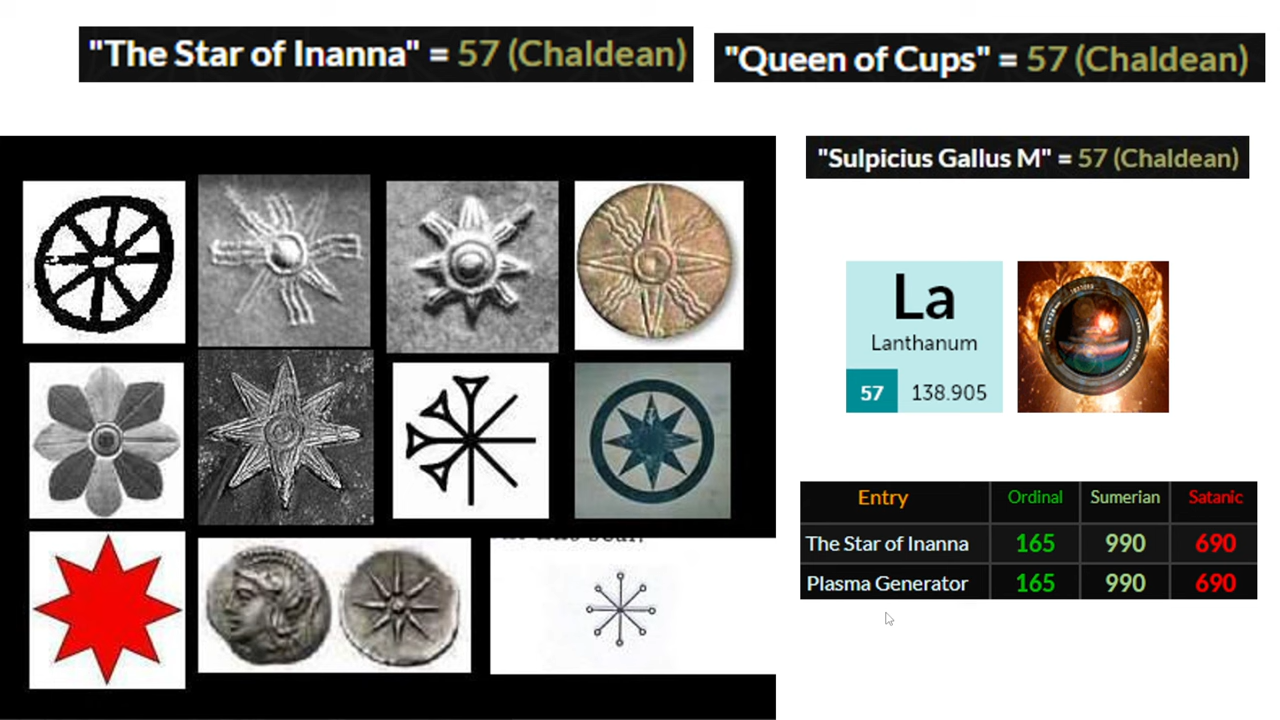 "The Star of Inanna" = 57 (Chaldean)
"Queen of Cups" = 57 (Chaldean)
"Sulpicius Gallus M" = 57 (Chaldean)
La
Lanthanum
57 138.905
Entry Ordinal Sumerian Satanic
The Star of Inanna 165 990 690
Plasma Generator 165 990 690